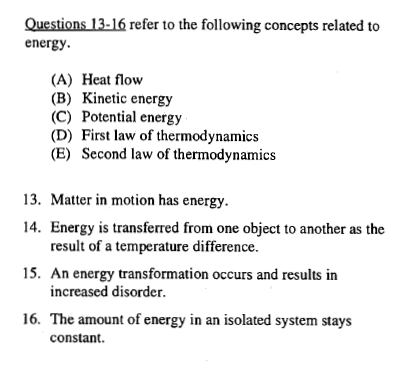 Questions 13-16 refer to the following concepts related to
energy.
(A) Heat flow
(B) Kinetic energy
(C) Potential energy
(D) First law of thermodynamics
(E) Second law of thermodynamics
13. Matter in motion has energy.
14. Energy is transferred from one object to another as the
result of a temperature difference.
15. An energy transformation occurs and results in
increased disorder.
16. The amount of energy in an isolated system stays
constant.